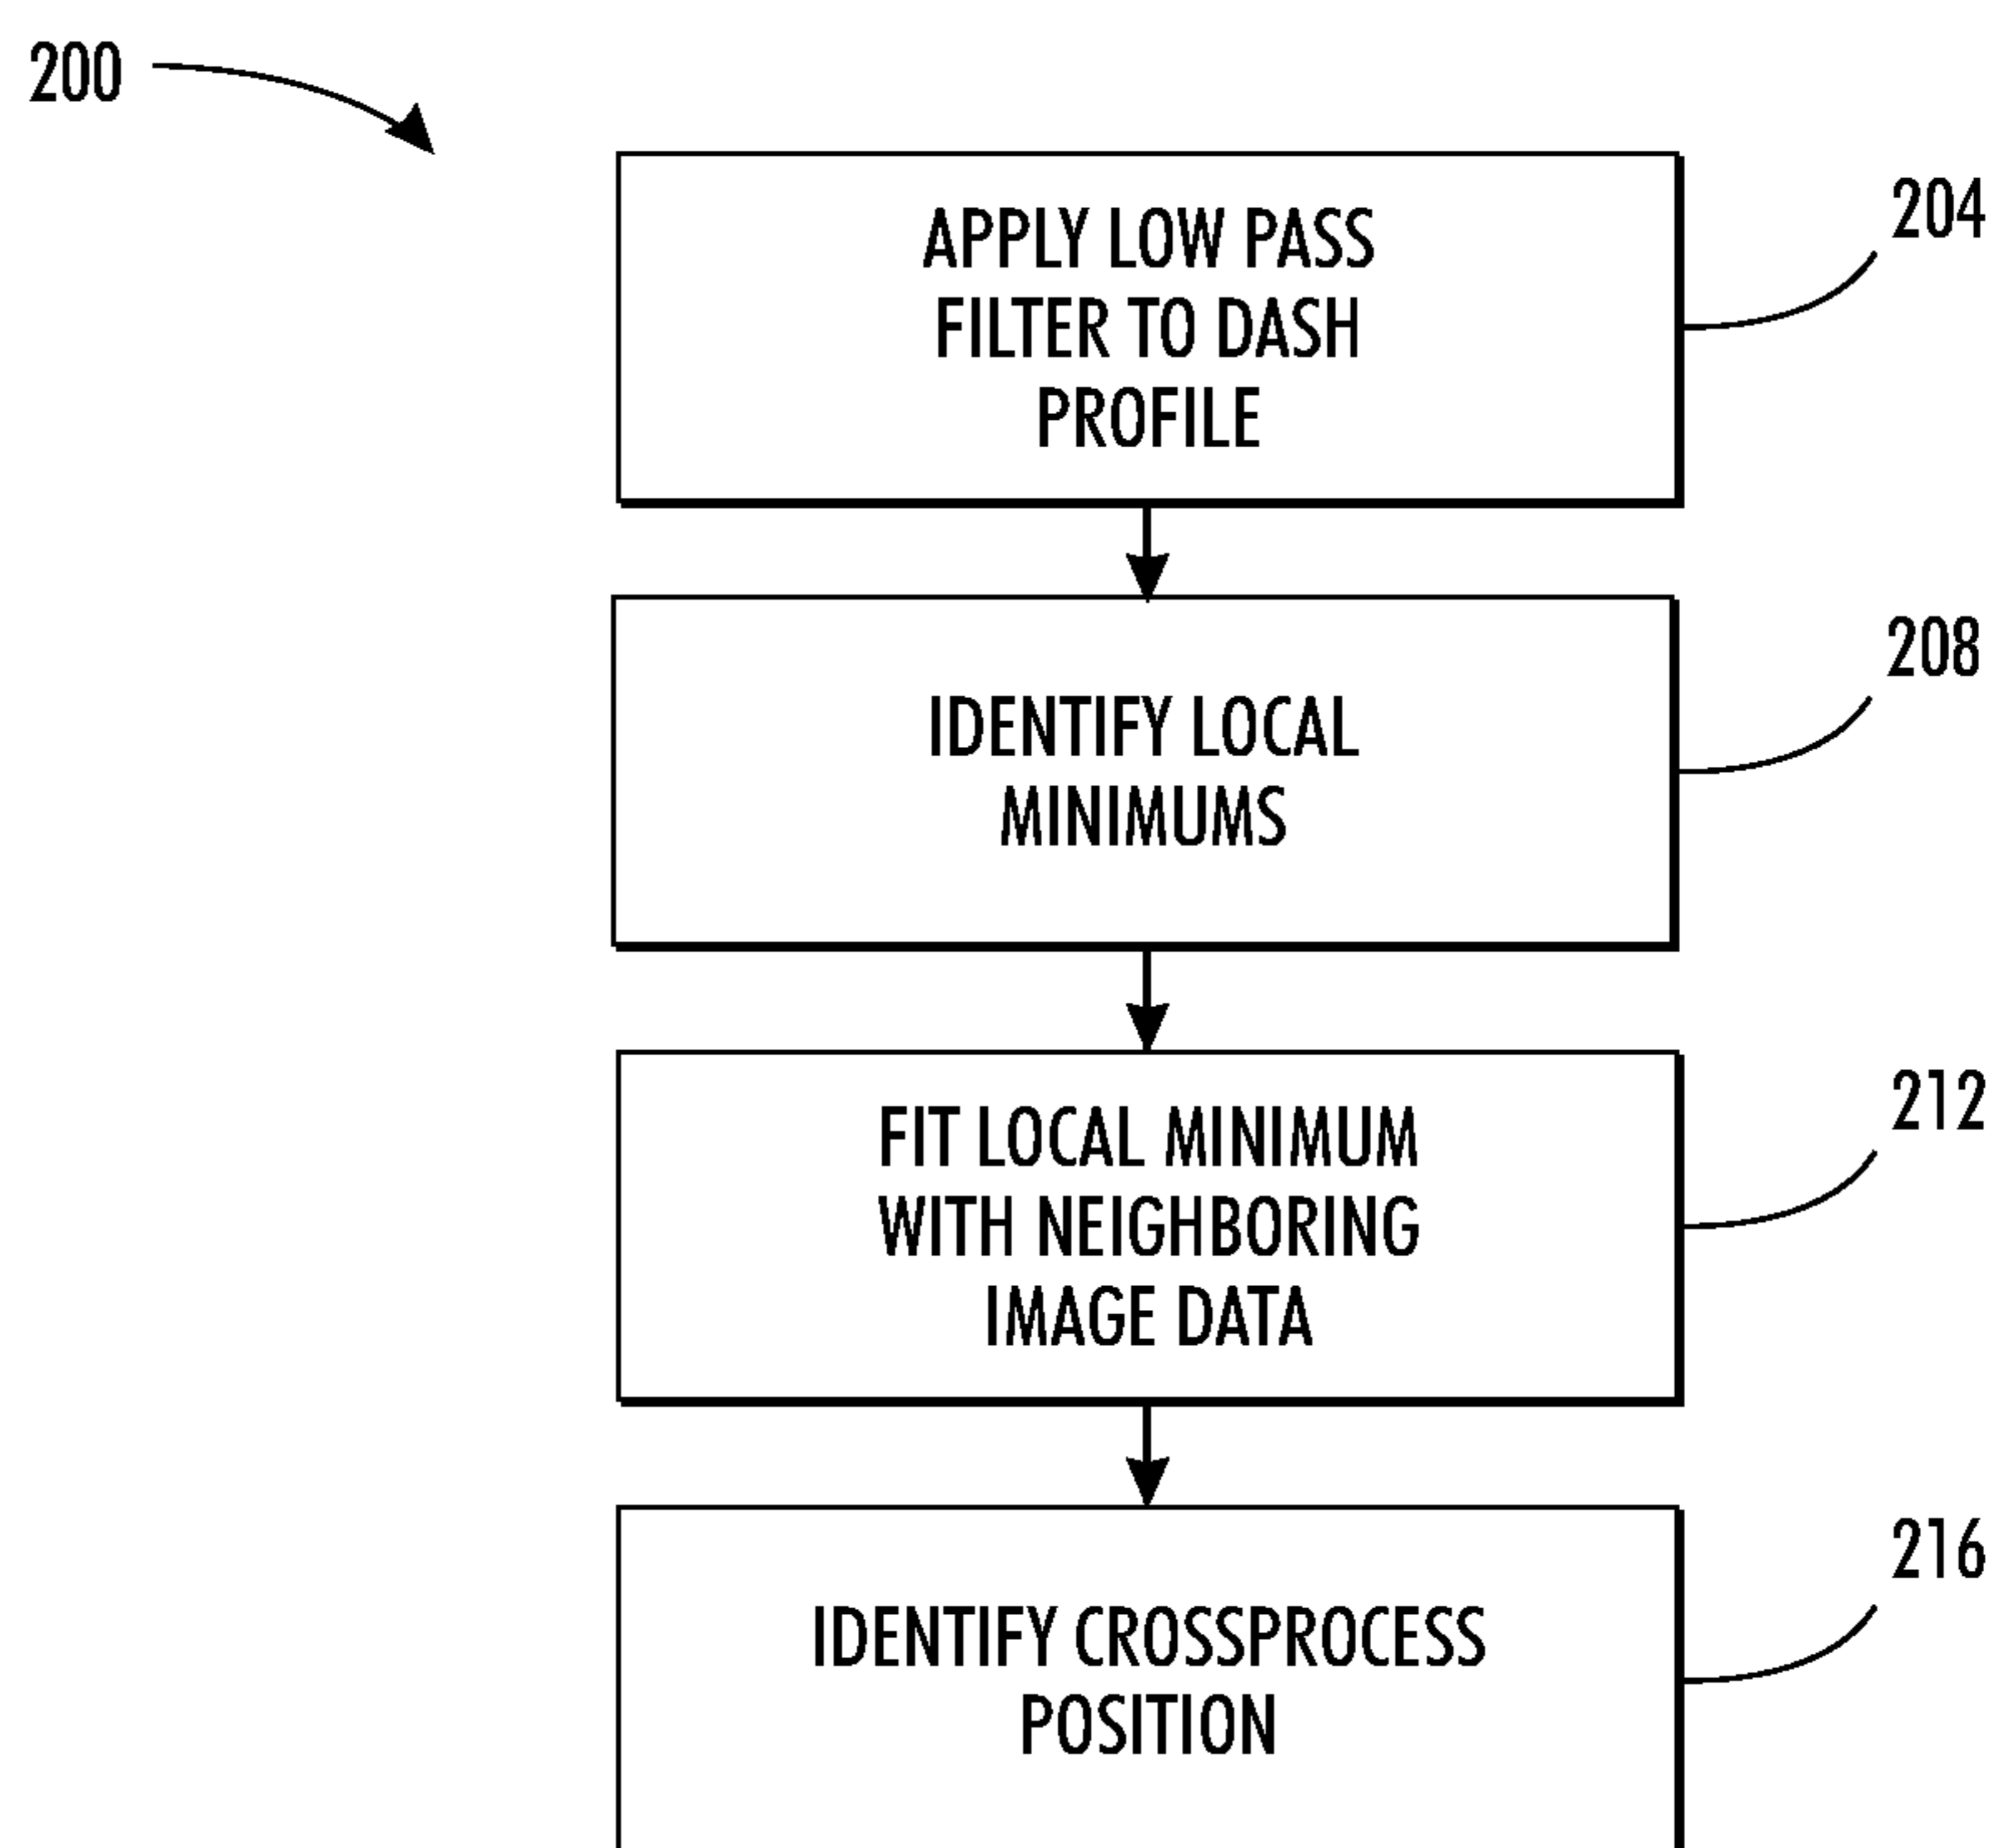 200
APPLY LOW PASS
FILTER TO DASH
PROFILE
204
IDENTIFY LOCAL
MINIMUMS
208
FIT LOCAL MINIMUM
WITH NEIGHBORING
IMAGE DATA
212
IDENTIFY CROSSPROCESS
POSITION
216